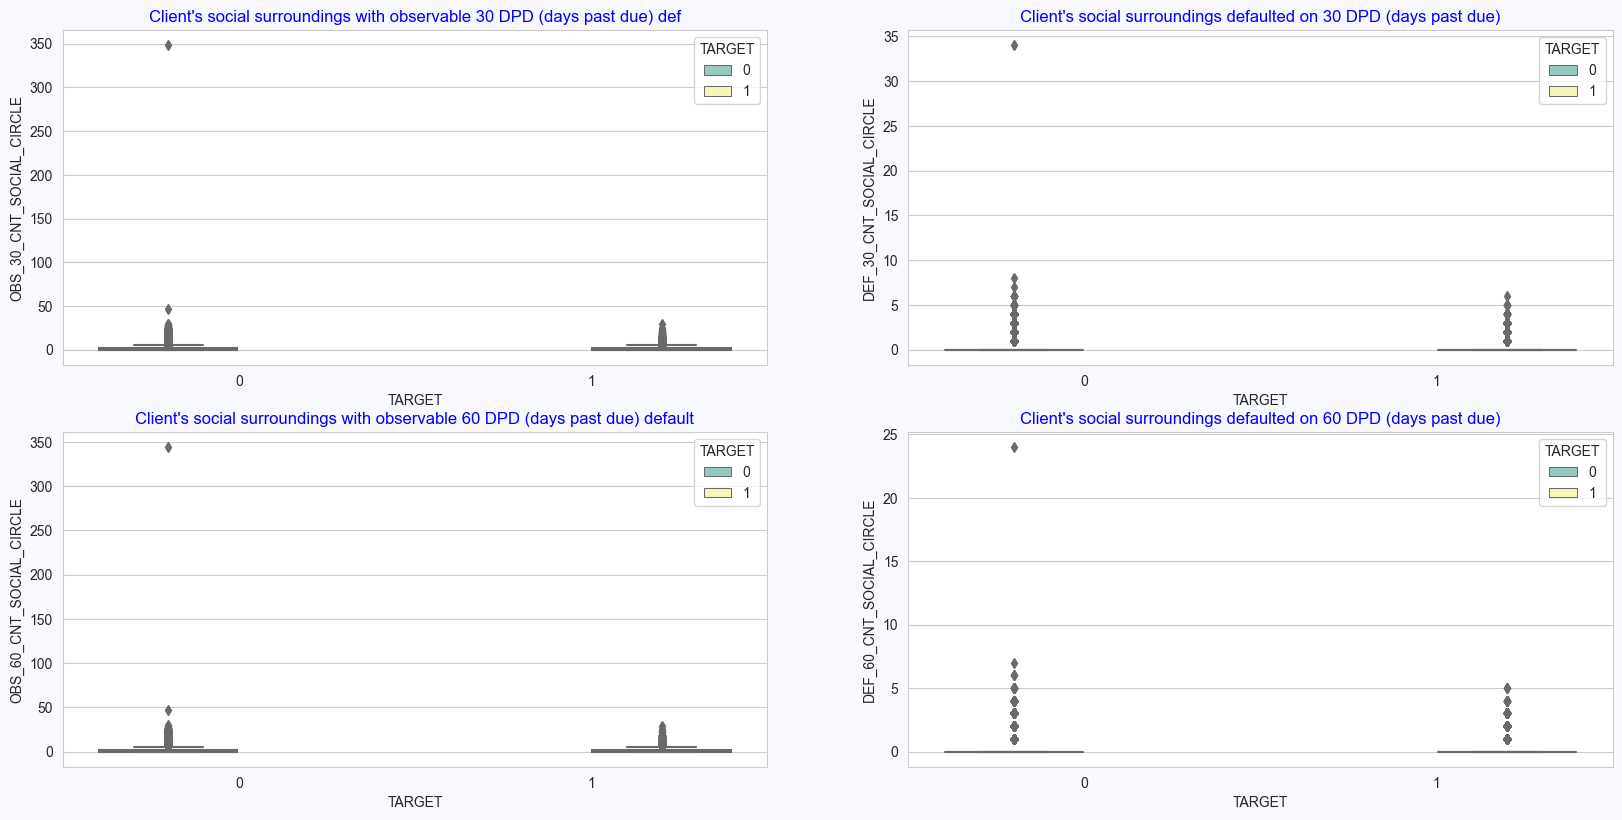 Client's social surroundings with observable 30 DPD (days past due) def
350
300
250
200
150
100
50
0
OBS_30_CNT_SOCIAL_CIRCLE
TARGET
0
1
0
1
TARGET
Client's social surroundings defaulted on 30 DPD (days past due)
35
30
25
20
15
10
5
0
DEF_30_CNT_SOCIAL_CIRCLE
TARGET
0
1
0
1
TARGET
Client's social surroundings with observable 60 DPD (days past due) default
350
300
250
200
150
100
50
0
OBS_60_CNT_SOCIAL_CIRCLE
TARGET
0
1
0
1
TARGET
Client's social surroundings defaulted on 60 DPD (days past due)
25
20
15
10
5
0
DEF_60_CNT_SOCIAL_CIRCLE
TARGET
0
1
0
1
TARGET